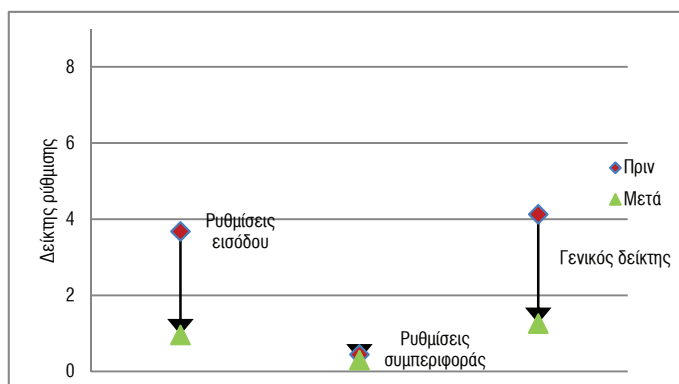 Δείκτης ρύθμισης
8
6
4
2
0
Ρυθμίσεις
εισόδου
Ρυθμίσεις
συμπεριφοράς
Γενικός δείκτης
Πριν
Μετά